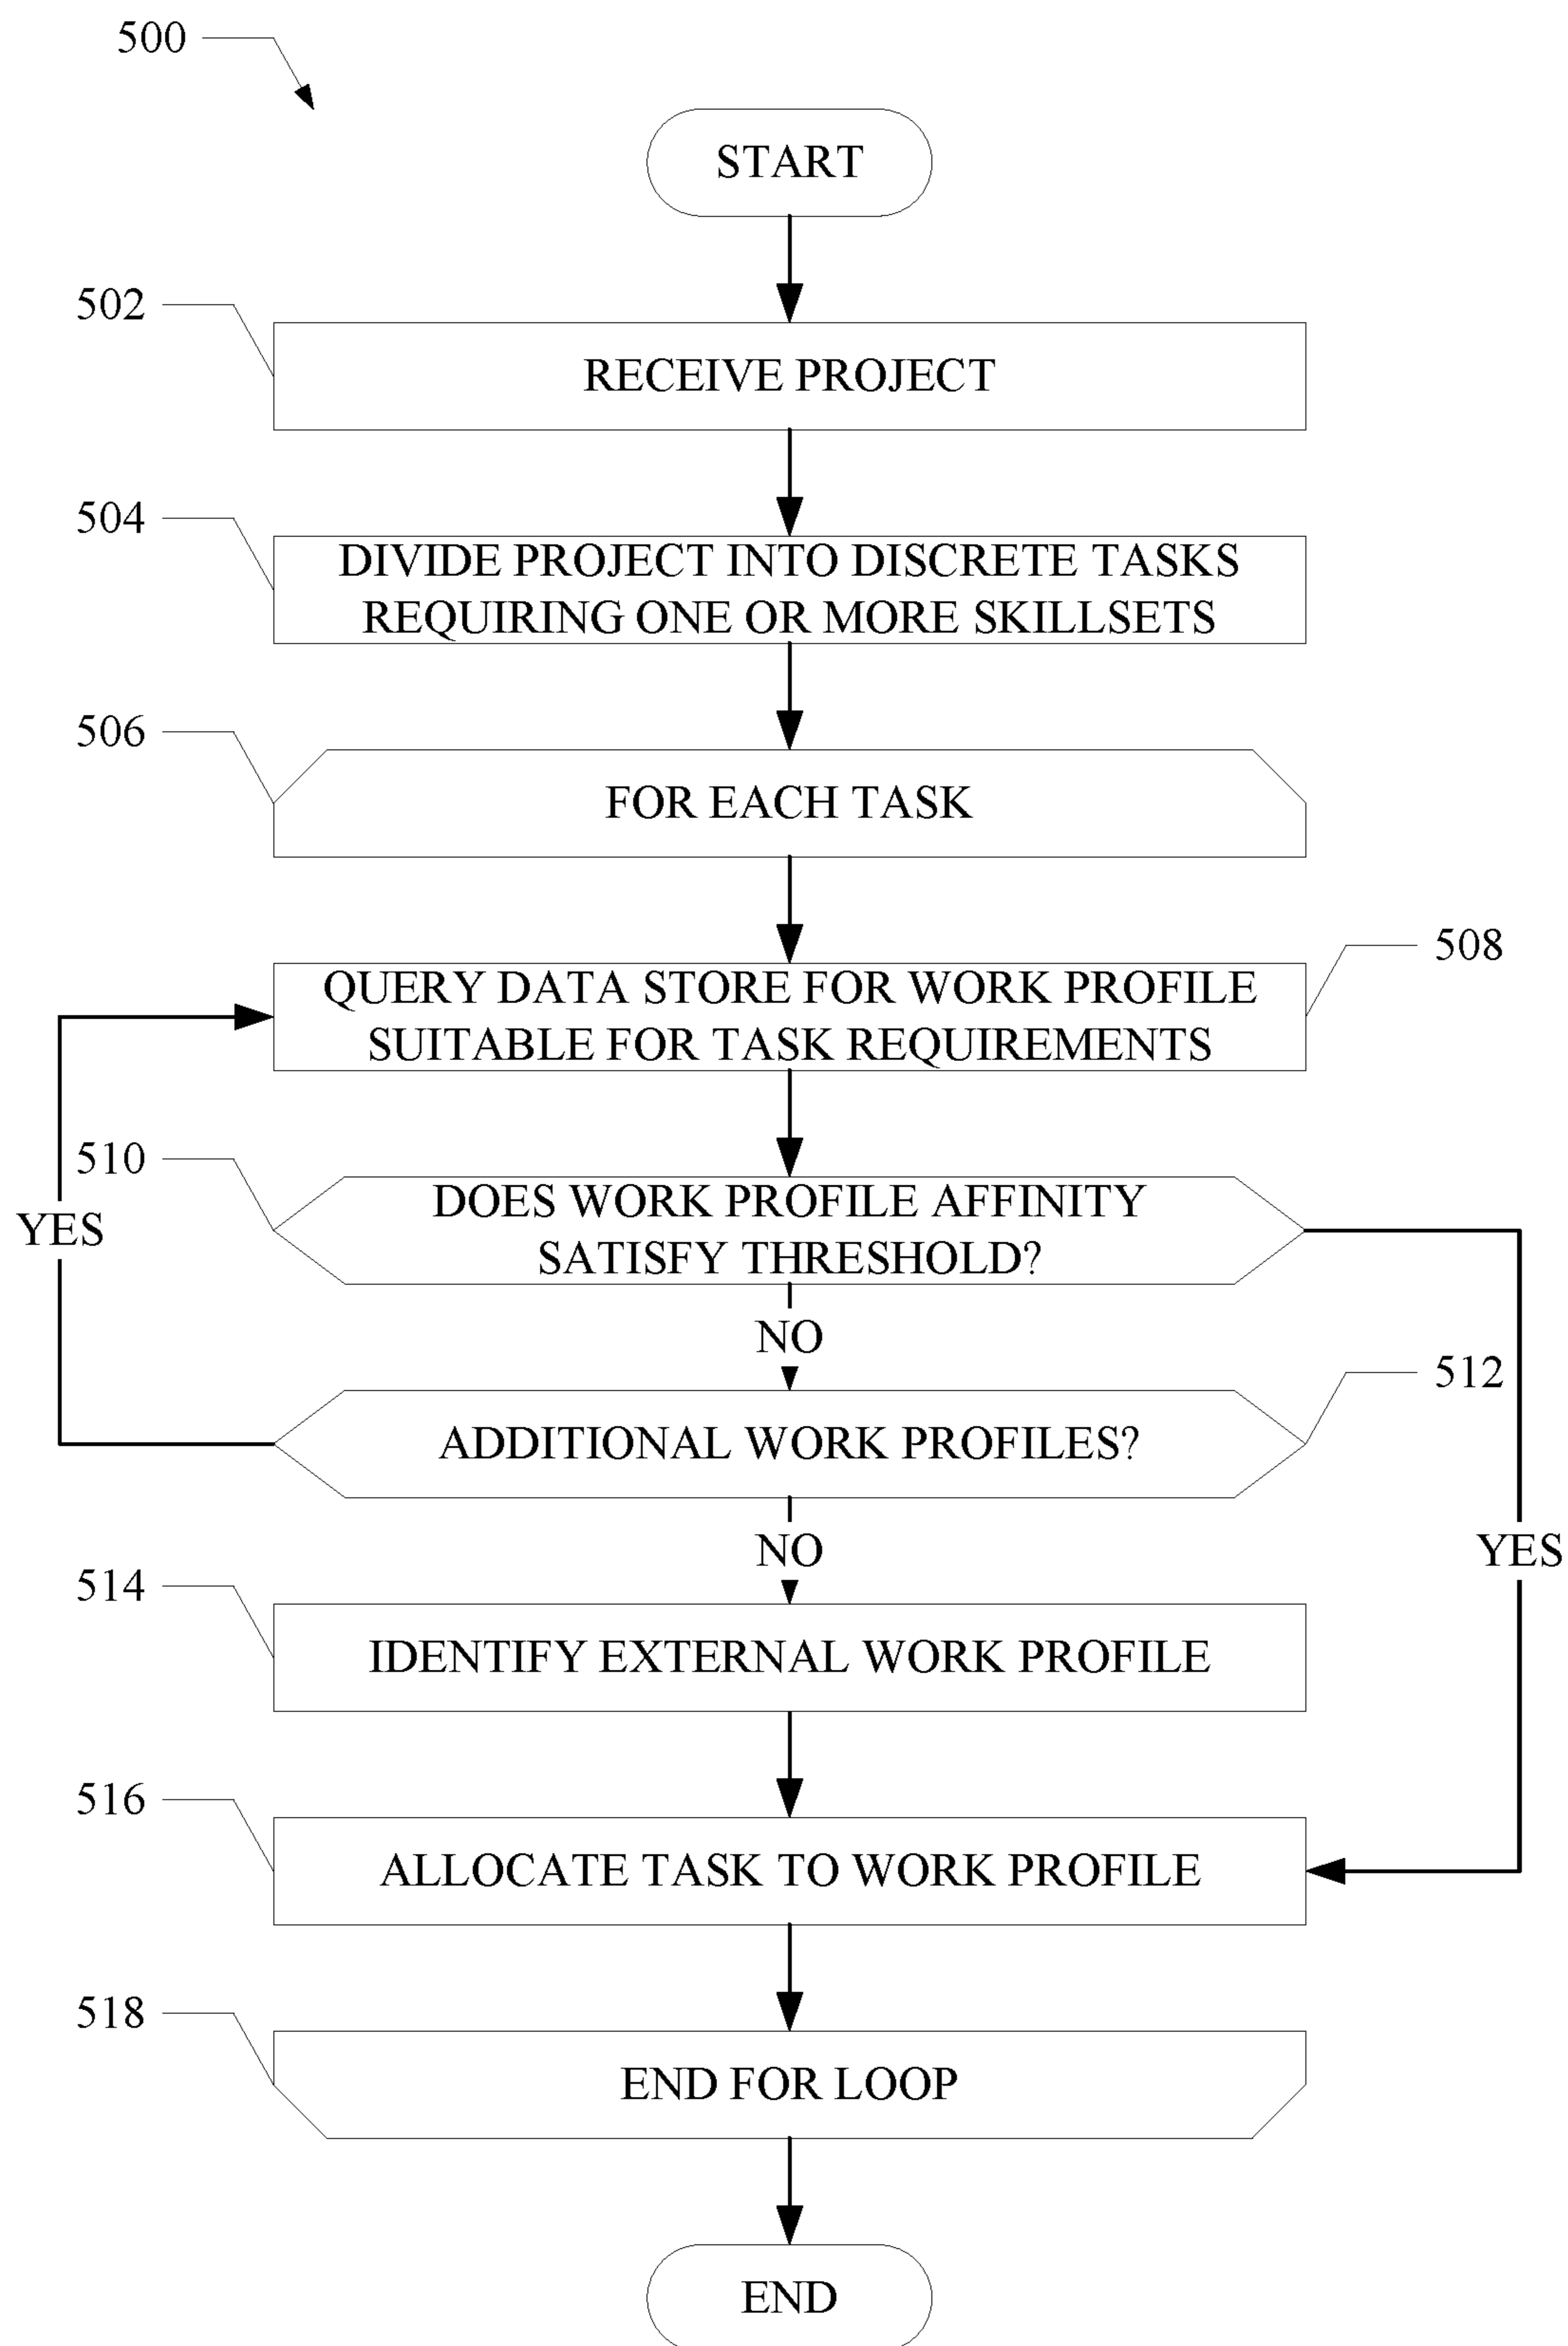 500
START
502
RECEIVE PROJECT
504
DIVIDE PROJECT INTO DISCRETE TASKS
REQUIRING ONE OR MORE SKILLSETS
506
FOR EACH TASK
508
QUERY DATA STORE FOR WORK PROFILE
SUITABLE FOR TASK REQUIREMENTS
510
YES
DOES WORK PROFILE AFFINITY
SATISFY THRESHOLD?
NO
512
ADDITIONAL WORK PROFILES?
NO
YES
514
IDENTIFY EXTERNAL WORK PROFILE
516
ALLOCATE TASK TO WORK PROFILE
518
END FOR LOOP
END